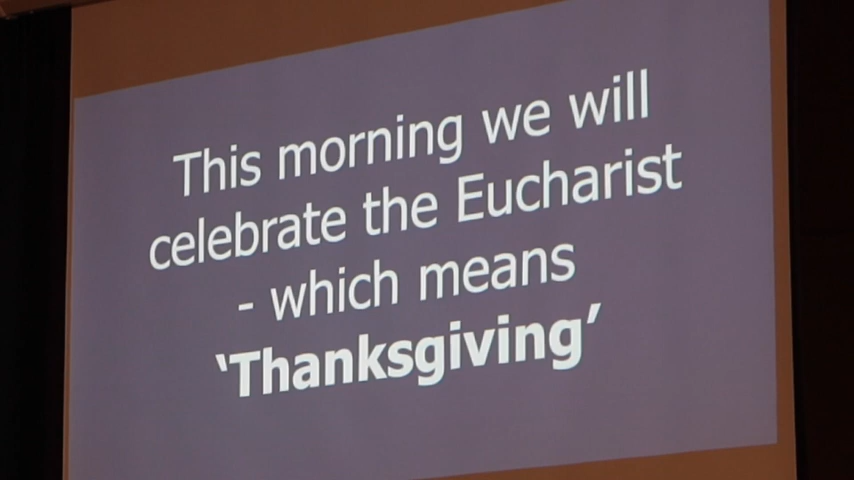 This morning we will
celebrate the Eucharist
- which means
‘Thanksgiving’